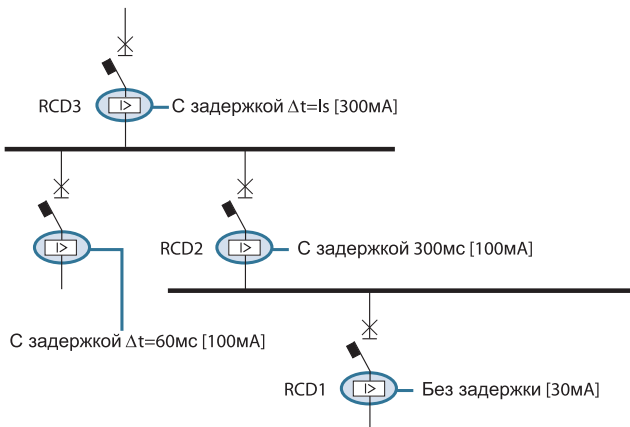 RCD3
I>
С задержкой Δt=Is [300мА]
I>
RCD2
I>
С задержкой 300мс [100мА]
С задержкой Δt=60мс [100мА]
RCD1
I>
Без задержки [30мА]